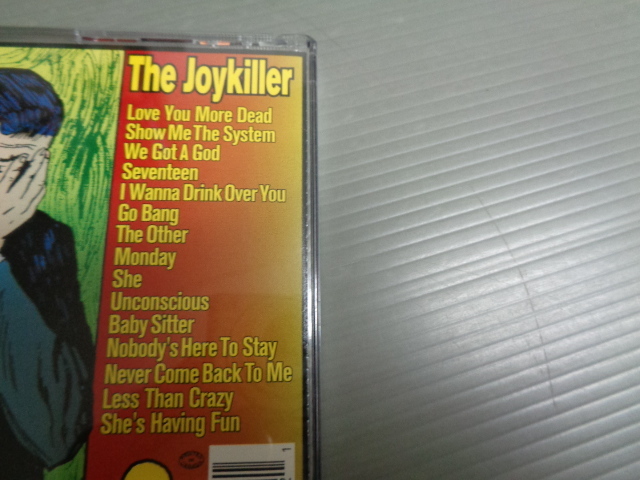 The Joykiller
Love You More Dead
Show Me The System
We Got A God
Seventeen
I Wanna Drink Over You
Go Bang
The Other
Monday
She
Unconscious
Baby Sitter
Nobody's Here To Stay
Never Come Back To Me
Less Than Crazy
She's Having Fun
1